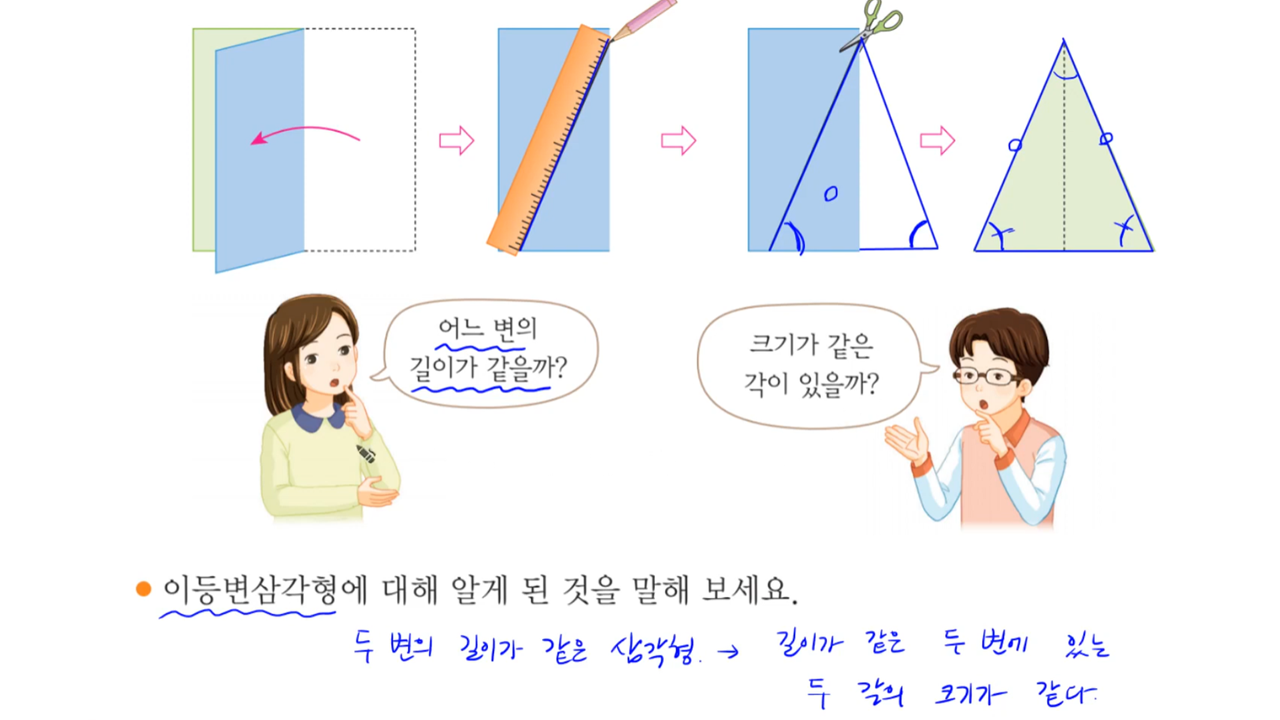 어느 변의
길이가 같을까?
크기가 같은
각이 있을까?
이등변삼각형에 대해 알게 된 것을 말해 보세요.
두 변의 길이가 같은 삼각형. → 길이가 같은 두 변에 있는
두 각의 크기가 같다.